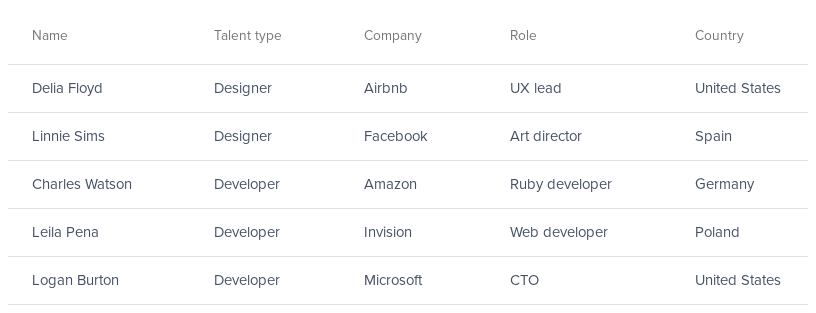 Name Talent type Company Role Country
Delia Floyd Designer Airbnb UX lead United States
Linnie Sims Designer Facebook Art director Spain
Charles Watson Developer Amazon Ruby developer Germany
Leila Pena Developer Invision Web developer Poland
Logan Burton Developer Microsoft CTO United States